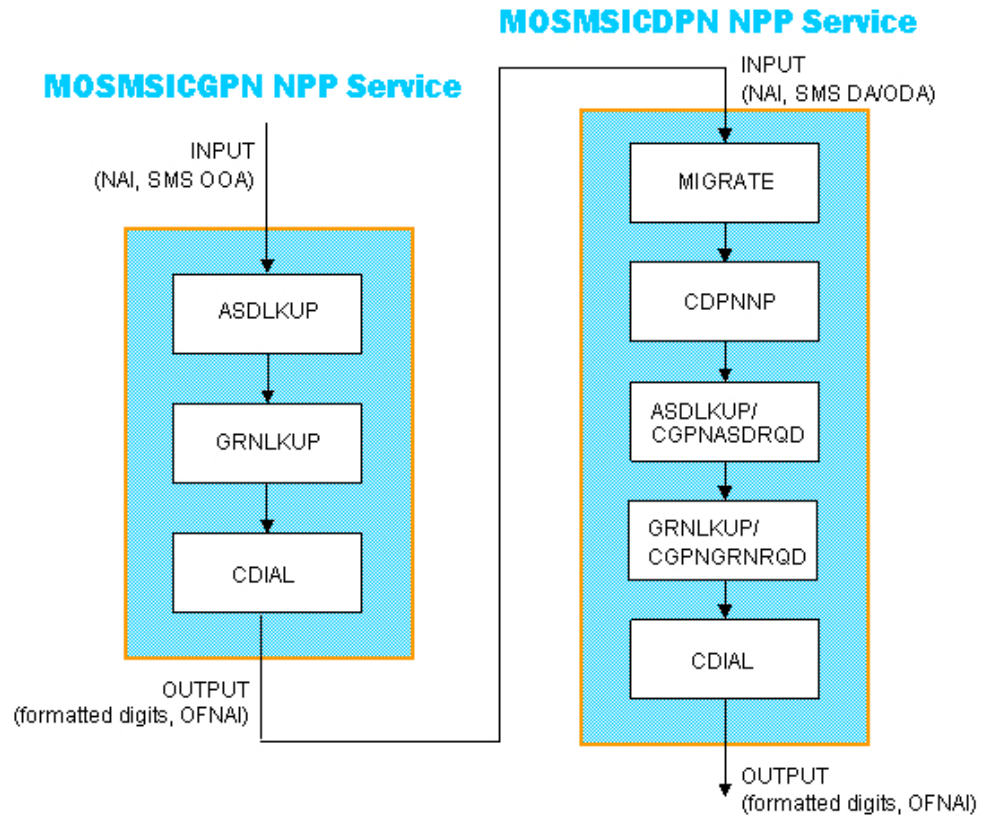 MOSMSICGPN NPP Service
INPUT
(NAI, SMS OOA)
ASDLKUP
GRNLKUP
CDIAL
OUTPUT
(formatted digits, OFNAI)
MOSMSICDPN NPP Service
INPUT
(NAI, SMS DA/ODA)
MIGRATE
CDPNNP
ASDLKUP/
CGPNASDRQD
GRNLKUP/
CGPNGRNRQD
CDIAL
OUTPUT
(formatted digits, OFNAI)